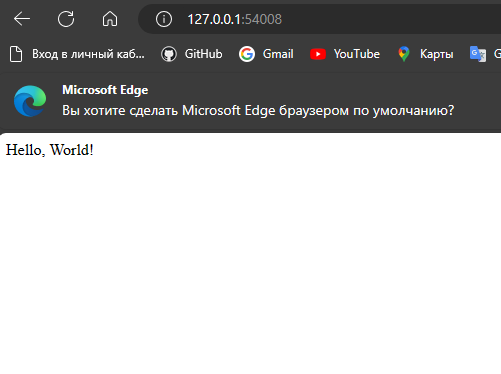 127.0.0.1:54008
Вход в личный каб... GitHub Gmail YouTube Карты G
Microsoft Edge
Вы хотите сделать Microsoft Edge браузером по умолчанию?
Hello, World!